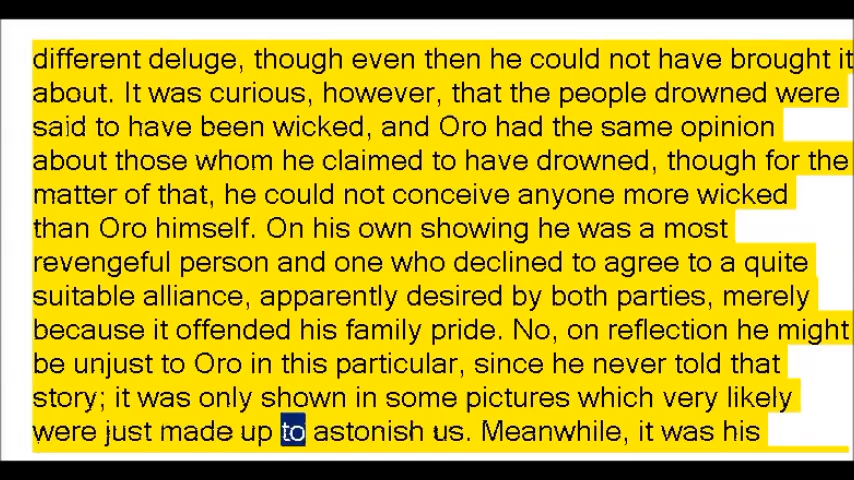 different deluge, though even then he could not have brought it
about. It was curious, however, that the people drowned were
said to have been wicked, and Oro had the same opinion
about those whom he claimed to have drowned, though for the
matter of that, he could not conceive anyone more wicked
than Oro himself. On his own showing he was a most
revengeful person and one who declined to agree to a quite
suitable alliance, apparently desired by both parties, merely
because it offended his family pride. No, on reflection he might
be unjust to Oro in this particular, since he never told that
story; it was only shown in some pictures which very likely
were just made up to astonish us. Meanwhile, it was his